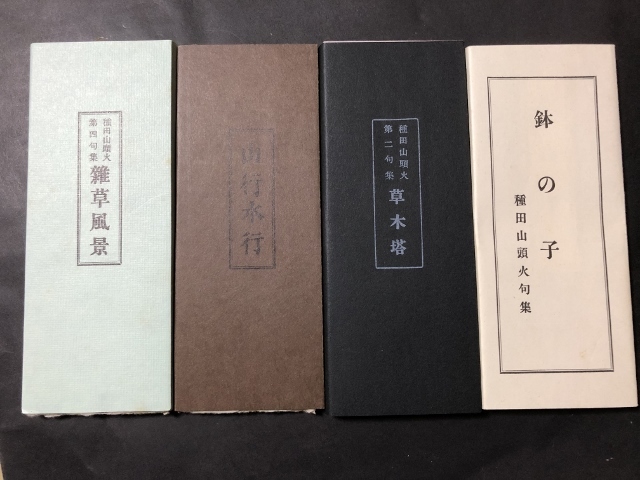 鉢の子
種田山頭火句集
種田山頭火
第二句集
草木塔
山行水行
種田山頭火
第四句集
雜草風景